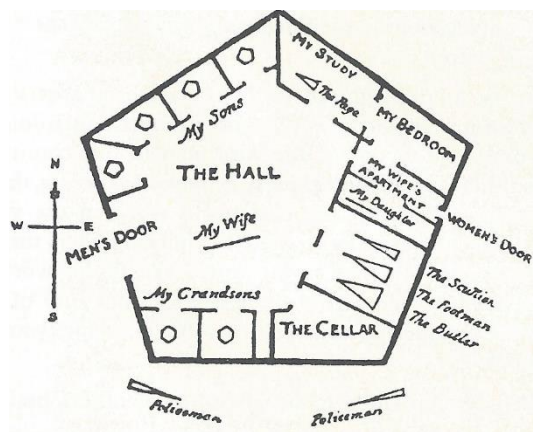 MY STUDY
The Page
MY BEDROOM
My Sons
N
THE HALL
MY WIFE'S
APARTMENT
W E
My Wife
My Daughter
WOMEN'S DOOR
MEN'S DOOR
S
My Grandsons
THE CELLAR
The Scullion
The Footman
The Butler
Policeman
Policeman